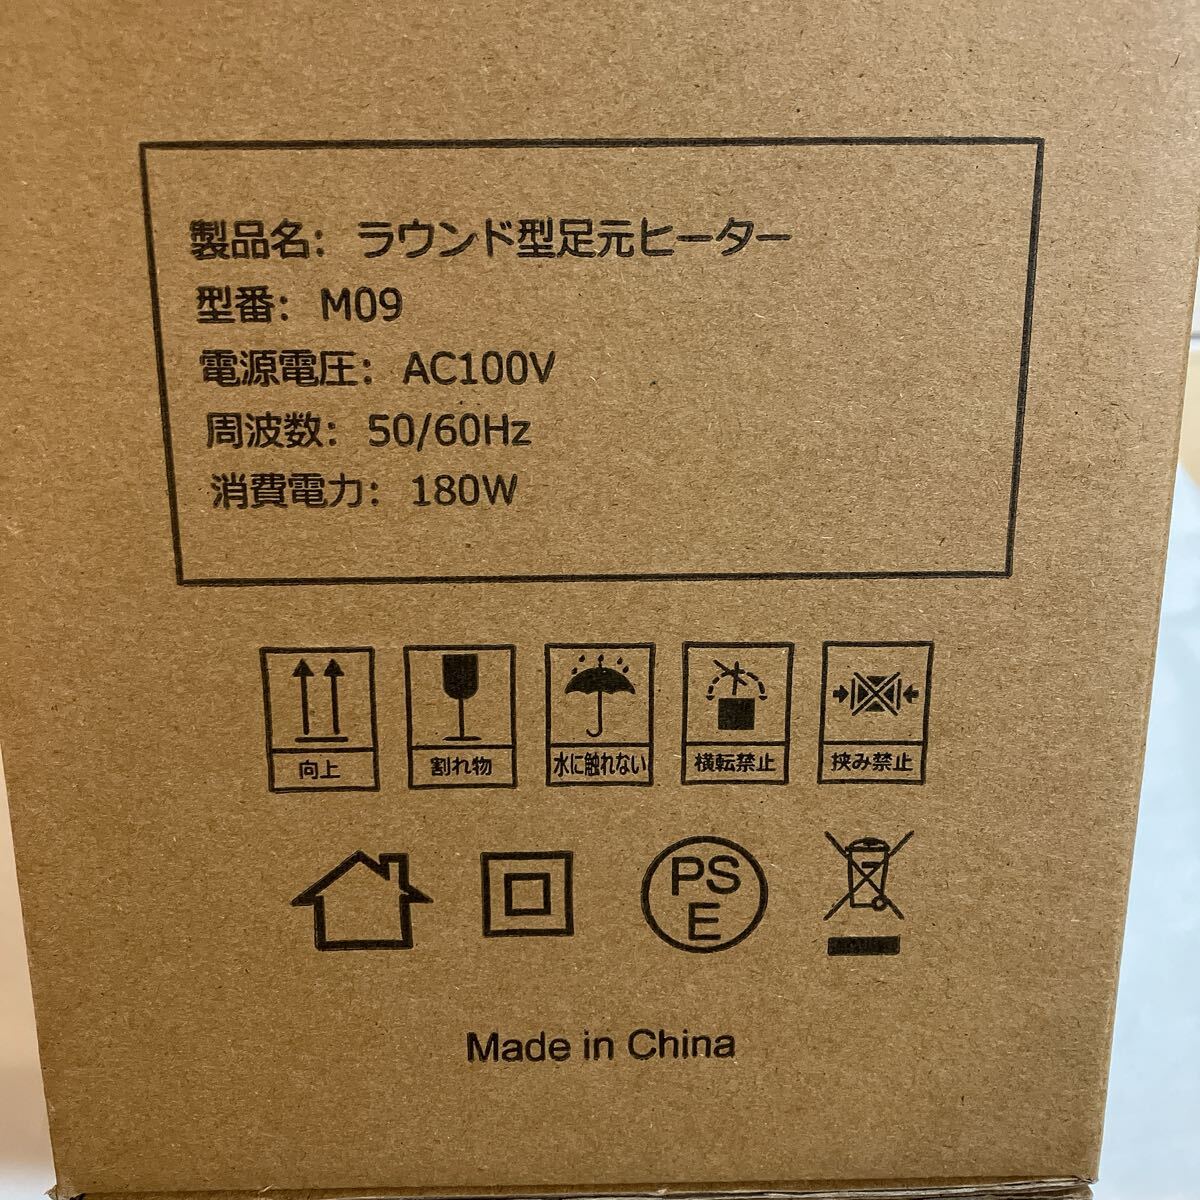 製品名：ラウンド型足元ヒーター
型番：M09
電源電圧：AC100V
周波数：50/60Hz
消費電力：180W
向上 割れ物 水に触れない 横転禁止 挟み禁止
PS
E
Made in China